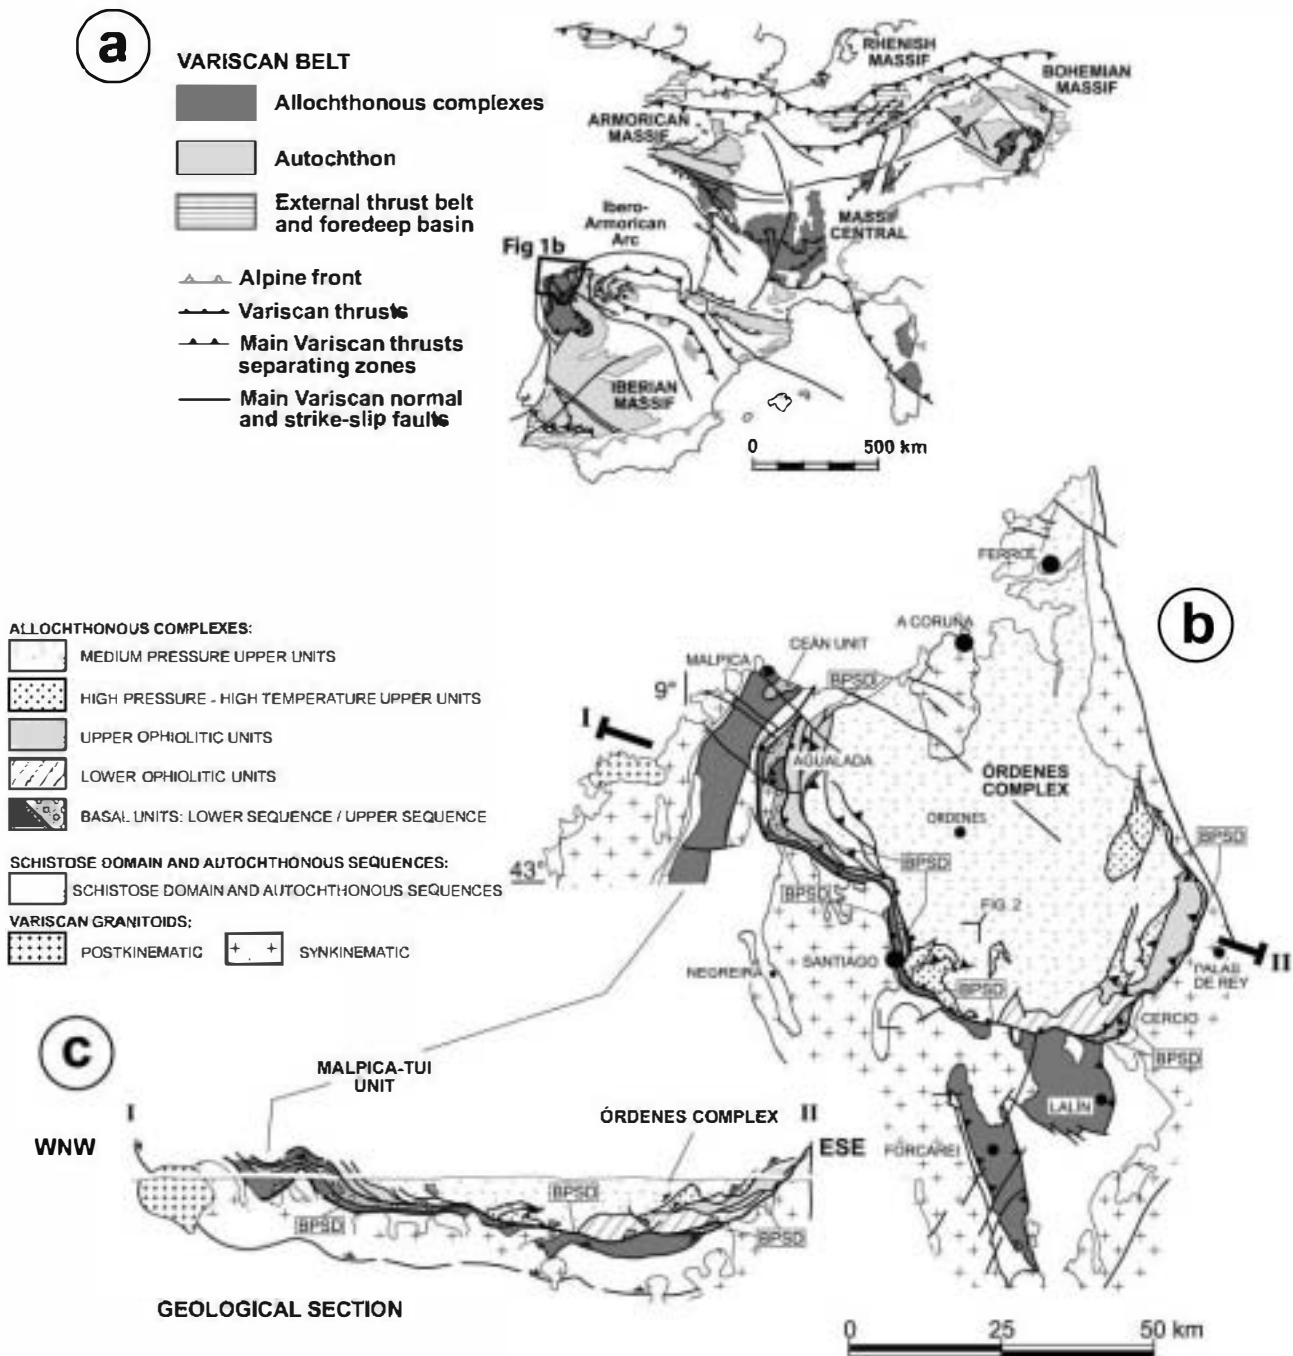 a
VARISCAN BELT
Allochthonous complexes
Autochthon
External thrust belt
and foredeep basin
Alpine front
Variscan thrusts
Main Variscan thrusts
separating zones
Main Variscan normal
and strike-slip faults
RHENISH
MASSIF
BOHEMIAN
MASSIF
ARMORICAN
MASSIF
Ibero-
Armorican
Arc
MASSIF
CENTRAL
Fig 1b
IBERIAN
MASSIF
0 500 km
b
FERROL
A CORUÑA
CEÁN UNIT
MALPICA
BPSD
9°
I
AGUALADA
ÓRDENES
COMPLEX
ÓRDENES
BPSD
BPSD
43°
BPSD
FIG. 2
SANTIAGO
NEGREIRA
BPSD
II
PALAS
DE REY
CERCIO
BPSD
LALÍN
FORCAREI
0 25 50 km
ALLOCHTHONOUS COMPLEXES:
MEDIUM PRESSURE UPPER UNITS
HIGH PRESSURE - HIGH TEMPERATURE UPPER UNITS
UPPER OPHIOLITIC UNITS
LOWER OPHIOLITIC UNITS
BASAL UNITS: LOWER SEQUENCE / UPPER SEQUENCE
SCHISTOSE DOMAIN AND AUTOCHTHONOUS SEQUENCES:
SCHISTOSE DOMAIN AND AUTOCHTHONOUS SEQUENCES
VARISCAN GRANITOIDS:
POSTKINEMATIC
SYNKINEMATIC
c
MALPICA-TUI
UNIT
I
ÓRDENES COMPLEX
II
WNW
ESE
BPSD
BPSD
BPSD
GEOLOGICAL SECTION